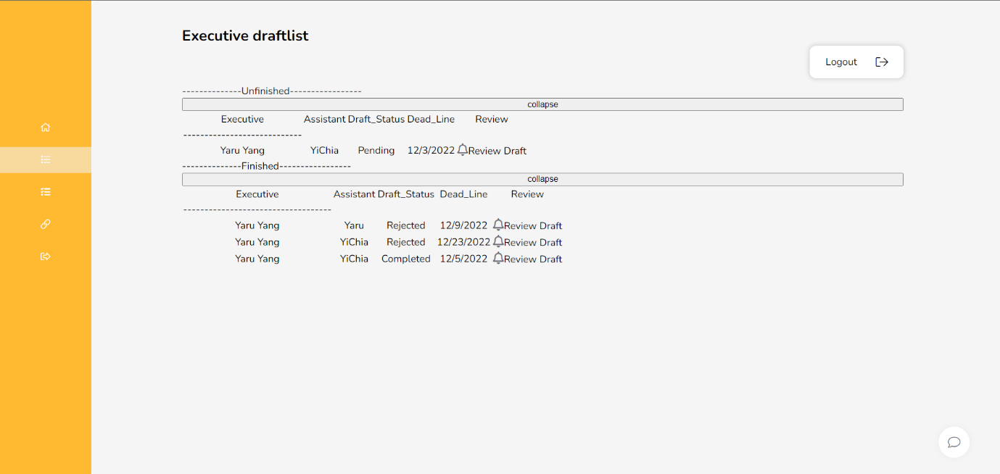 Executive draftlist
Logout
--------------Unfinished-----------------
collapse
Executive Assistant Draft_Status Dead_Line Review
----------------------------
Yaru Yang YiChia Pending 12/3/2022 Review Draft
--------------Finished-----------------
collapse
Executive Assistant Draft_Status Dead_Line Review
-----------------------------------
Yaru Yang Yaru Rejected 12/9/2022 Review Draft
Yaru Yang YiChia Rejected 12/23/2022 Review Draft
Yaru Yang YiChia Completed 12/5/2022 Review Draft